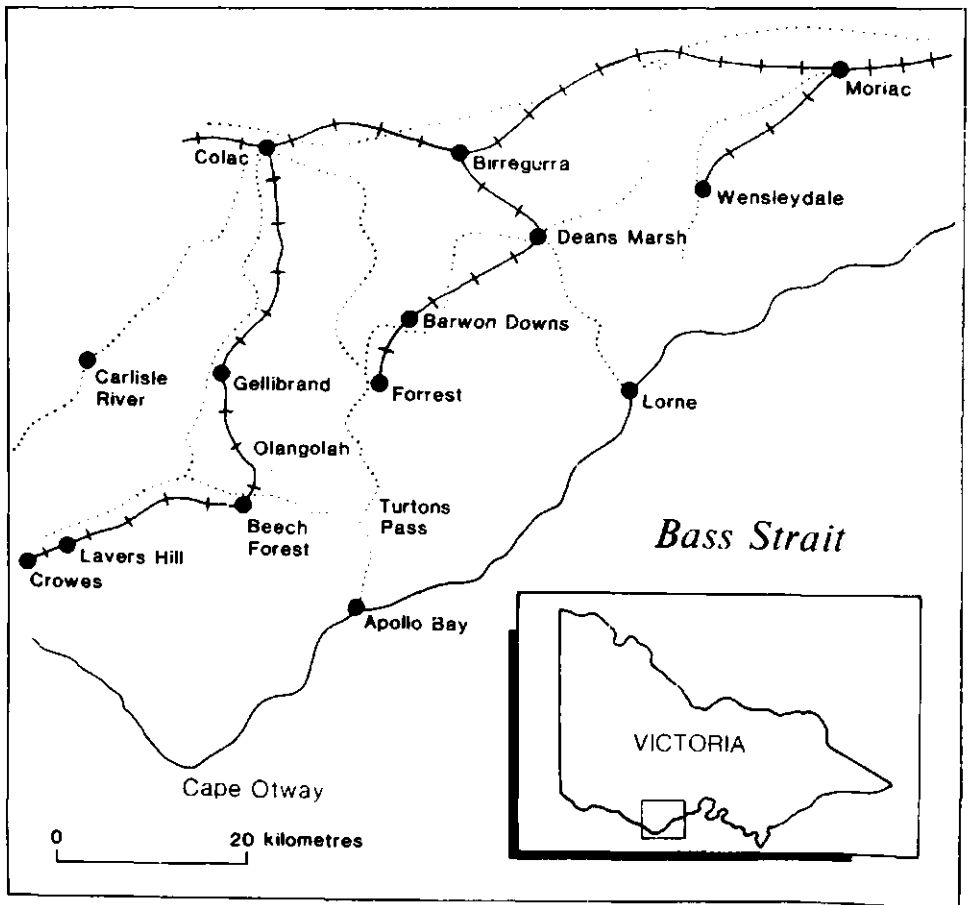 Moriac
Colac
Birregurra
Wensleydale
Deans Marsh
Barwon Downs
Carlisle
River
Gellibrand
Forrest
Lorne
Olangolah
Turtons
Pass
Beech
Forest
Bass Strait
Lavers Hill
Crowes
Apollo Bay
VICTORIA
Cape Otway
0 20 kilometres